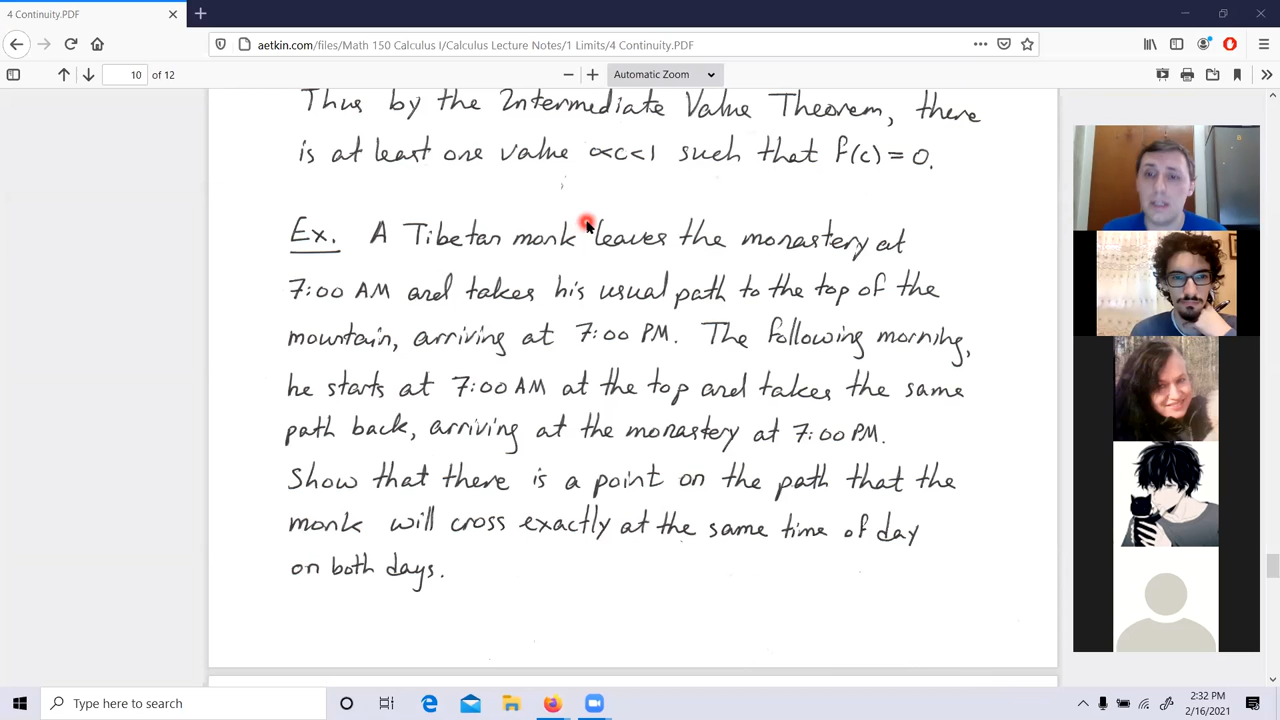 4 Continuity.PDF
aetkin.com/files/Math 150 Calculus I/Calculus Lecture Notes/1 Limits/4 Continuity.PDF
10 of 12
Automatic Zoom
Thus by the Intermediate Value Theorem, there
is at least one value 0<c<1 such that f(c) = 0.
Ex. A Tibetan monk leaves the monastery at
7:00 AM and takes his usual path to the top of the
mountain, arriving at 7:00 PM. The following morning,
he starts at 7:00 AM at the top and takes the same
path back, arriving at the monastery at 7:00 PM.
Show that there is a point on the path that the
monk will cross exactly at the same time of day
on both days.
Type here to search
2:32 PM
2/16/2021